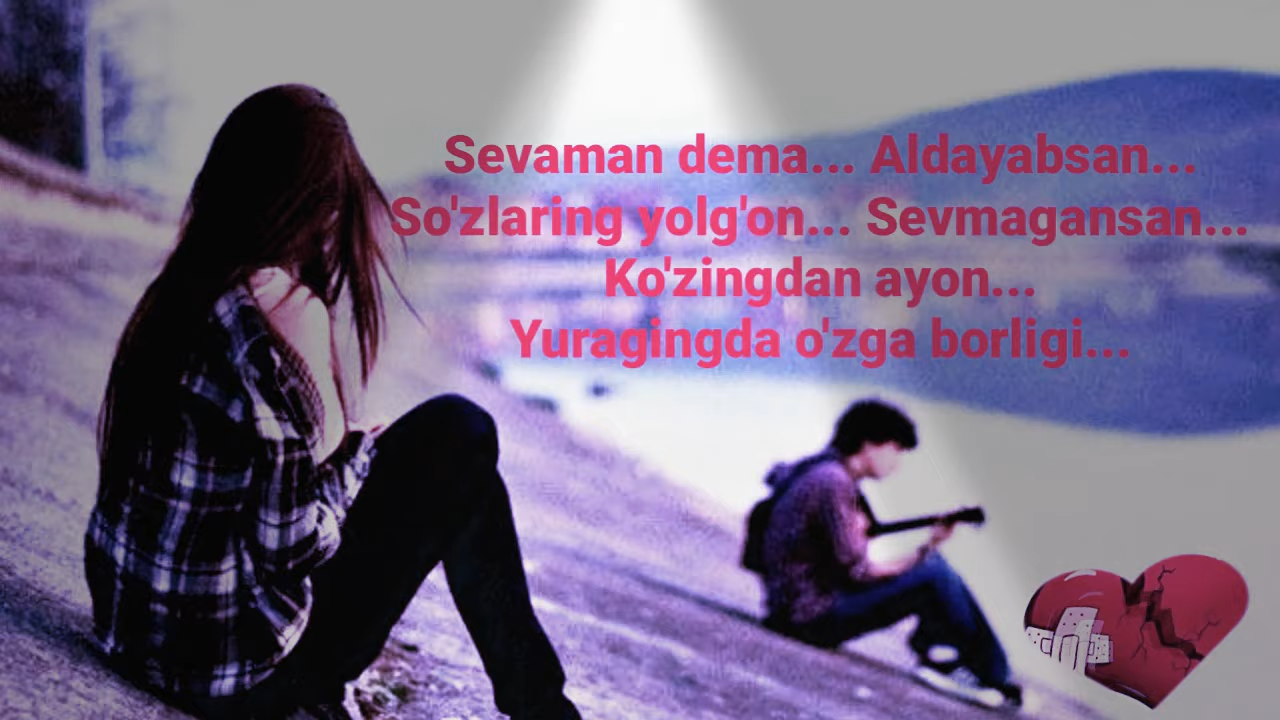 Sevaman dema... Aldayabsan...
So'zlaring yolg'on... Sevmagansan...
Ko'zingdan ayon...
Yuragingda o'zga borligi...